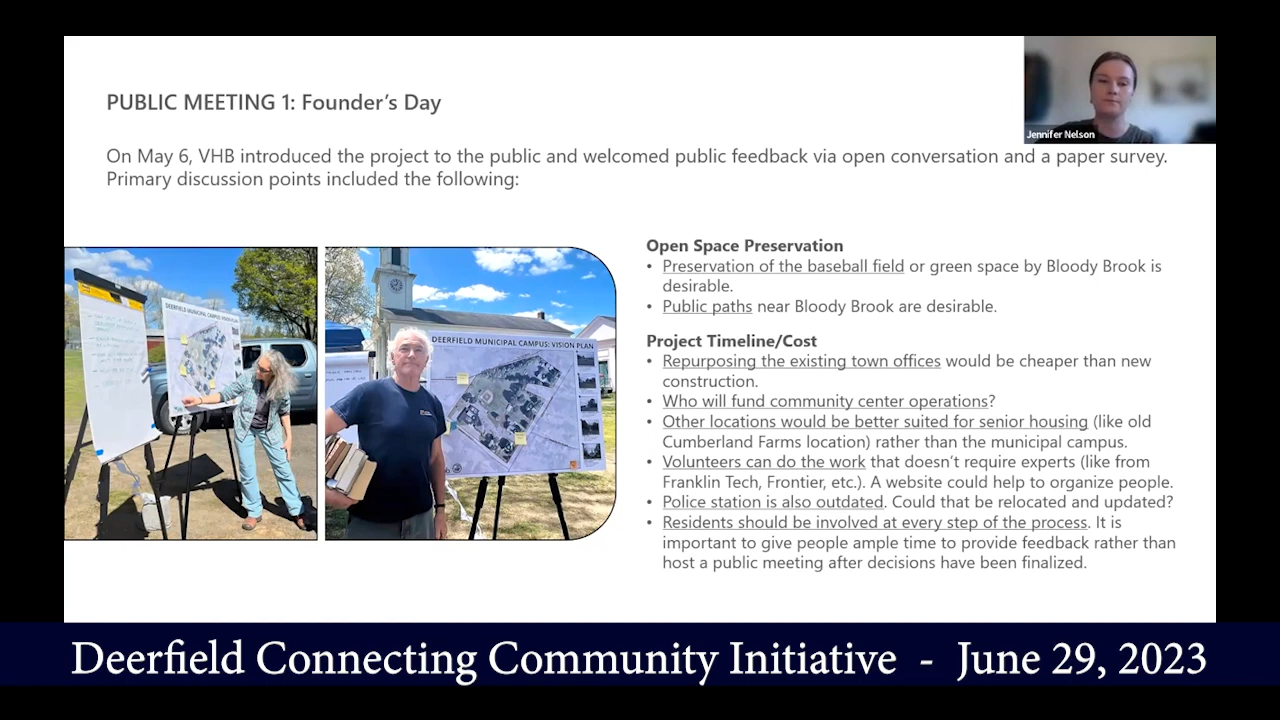 PUBLIC MEETING 1: Founder's Day
Jennifer Nelson
On May 6, VHB introduced the project to the public and welcomed public feedback via open conversation and a paper survey.
Primary discussion points included the following:
DEERFIELD MUNICIPAL CAMPUS: VISION PLAN
DEERFIELD MUNICIPAL CAMPUS: VISION PLAN
Open Space Preservation
• Preservation of the baseball field or green space by Bloody Brook is
desirable.
• Public paths near Bloody Brook are desirable.
Project Timeline/Cost
• Repurposing the existing town offices would be cheaper than new
construction.
• Who will fund community center operations?
• Other locations would be better suited for senior housing (like old
Cumberland Farms location) rather than the municipal campus.
• Volunteers can do the work that doesn't require experts (like from
Franklin Tech, Frontier, etc.). A website could help to organize people.
• Police station is also outdated. Could that be relocated and updated?
• Residents should be involved at every step of the process. It is
important to give people ample time to provide feedback rather than
host a public meeting after decisions have been finalized.
Deerfield Connecting Community Initiative - June 29, 2023